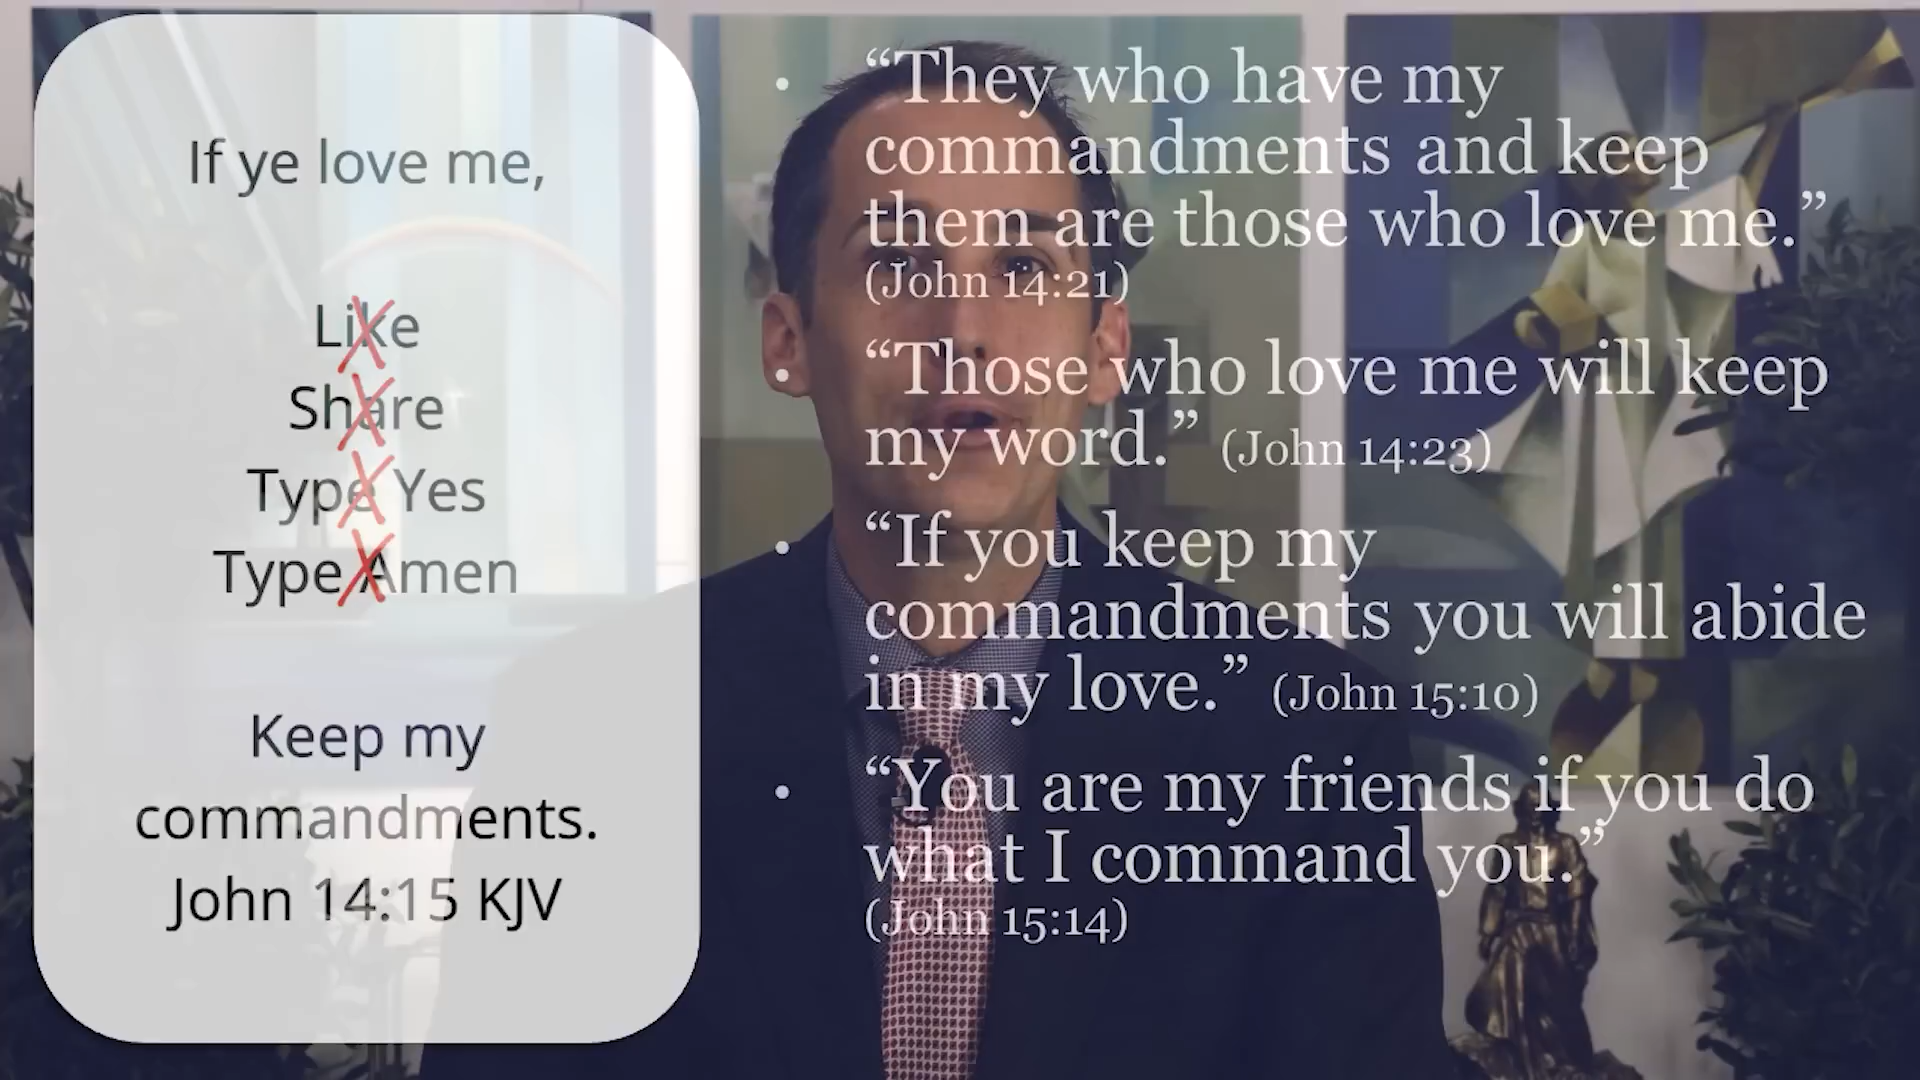 If ye love me,
Like
Share
Type Yes
Type Amen
Keep my
commandments.
John 14:15 KJV
• “They who have my
commandments and keep
them are those who love me.”
(John 14:21)
• “Those who love me will keep
my word.” (John 14:23)
• “If you keep my
commandments you will abide
in my love.” (John 15:10)
• “You are my friends if you do
what I command you.”
(John 15:14)